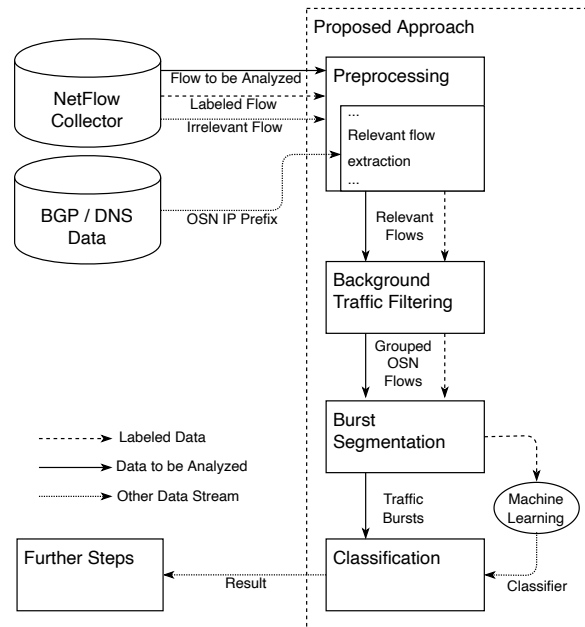 Proposed Approach
NetFlow
Collector
Flow to be Analyzed
Labeled Flow
Irrelevant Flow
Preprocessing
...
Relevant flow
extraction
...
BGP / DNS
Data
OSN IP Prefix
Relevant
Flows
Background
Traffic Filtering
Grouped
OSN
Flows
Burst
Segmentation
Labeled Data
Data to be Analyzed
Other Data Stream
Traffic
Bursts
Machine
Learning
Further Steps
Result
Classification
Classifier